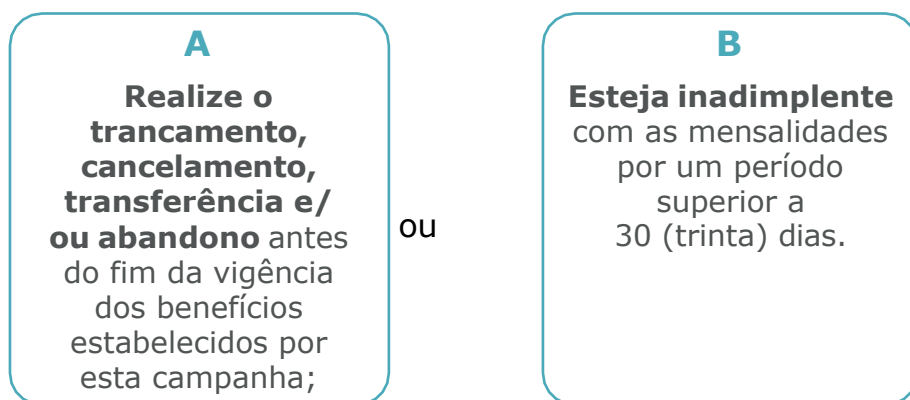 A
Realize o
trancamento,
cancelamento,
transferência e/
ou abandono antes
do fim da vigência
dos benefícios
estabelecidos por
esta campanha;
ou
B
Esteja inadimplente
com as mensalidades
por um período
superior a
30 (trinta) dias.